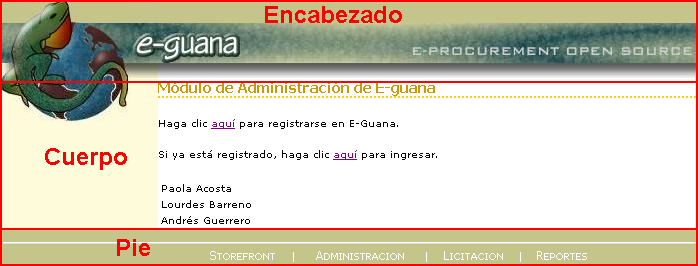 Encabezado
e-guana
E-PROCUREMENT OPEN SOURCE
Módulo de Administración de E-guana
Haga clic aquí para registrarse en E-Guana.
Cuerpo
Si ya está registrado, haga clic aquí para ingresar.
Paola Acosta
Lourdes Barreno
Andrés Guerrero
Pie
STOREFRONT | ADMINISTRACION | LICITACION | REPORTES